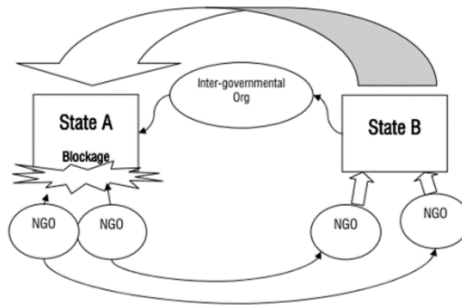 Inter-governmental
Org
State A
State B
Blockage
NGO
NGO
NGO
NGO